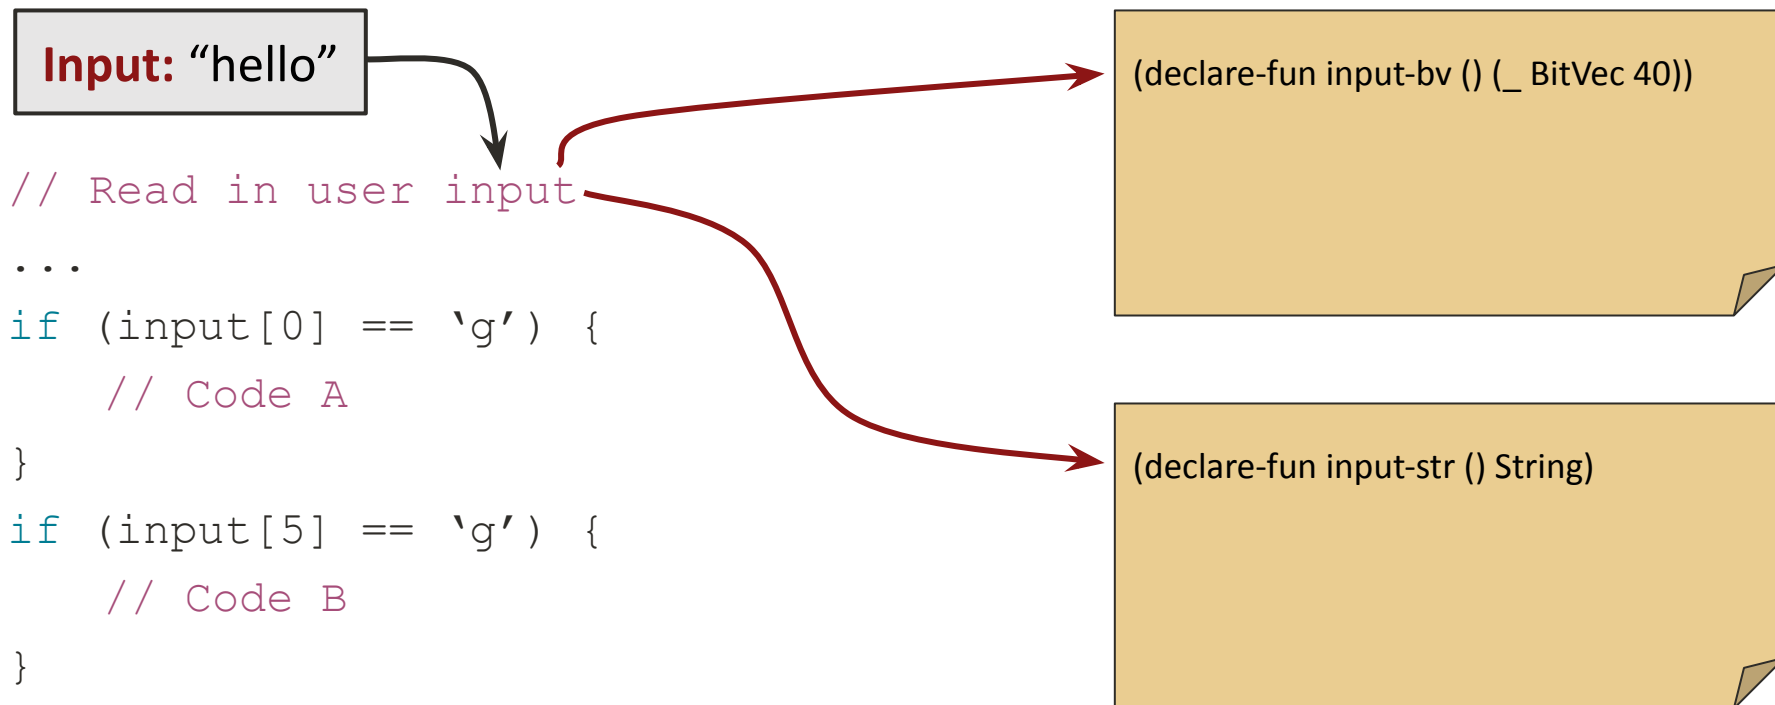 Input: “hello”
// Read in user input
...
if (input[0] == ‘g’) {
// Code A
}
if (input[5] == ‘g’) {
// Code B
}
(declare-fun input-bv () (_ BitVec 40))
(declare-fun input-str () String)